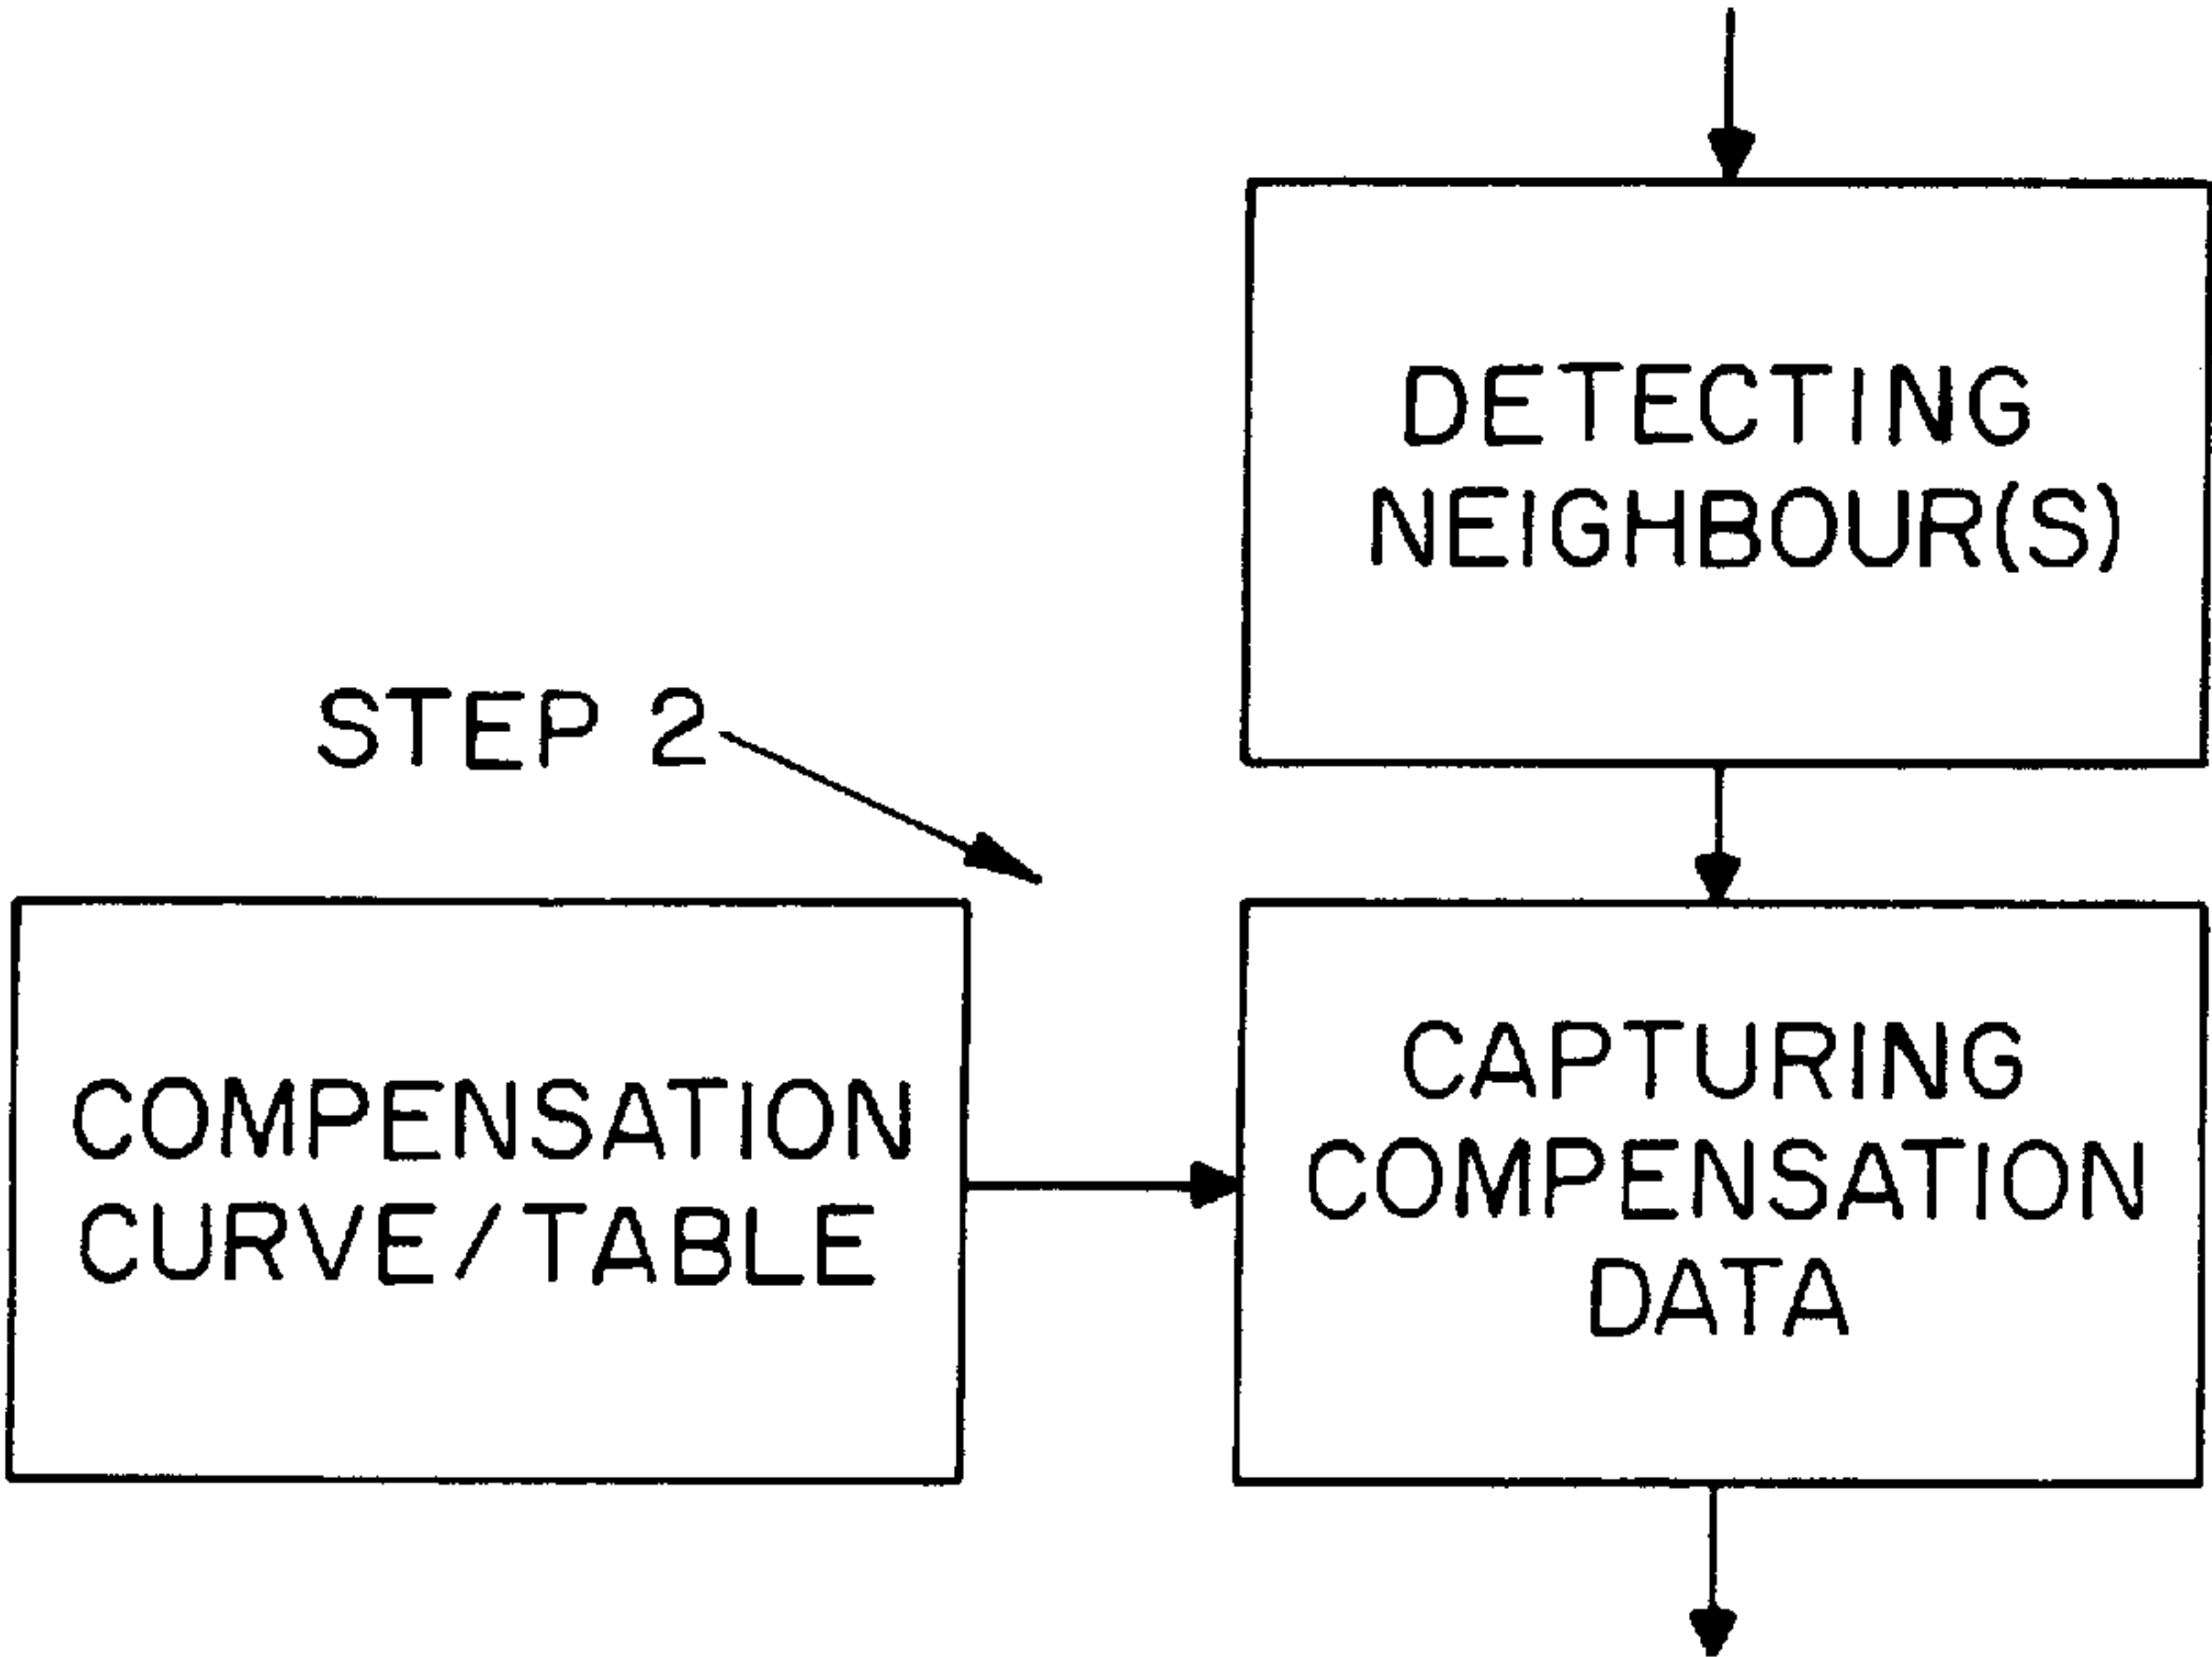 DETECTING
NEIGHBOUR(S)
STEP 2
COMPENSATION
CURVE/TABLE
CAPTURING
COMPENSATION
DATA